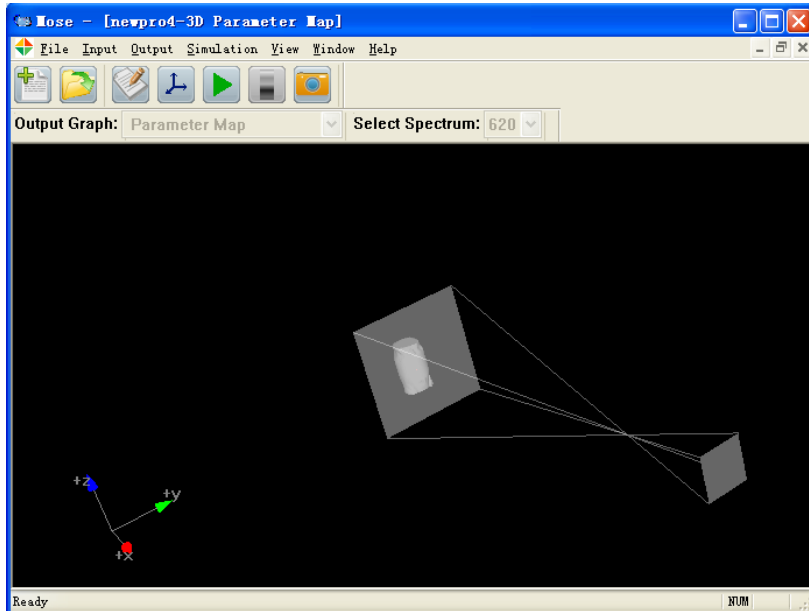 Mose - [newpro4-3D Parameter Map]
File Input Output Simulation View Window Help
Output Graph: Parameter Map Select Spectrum: 620
+z
+y
+x
Ready NUM